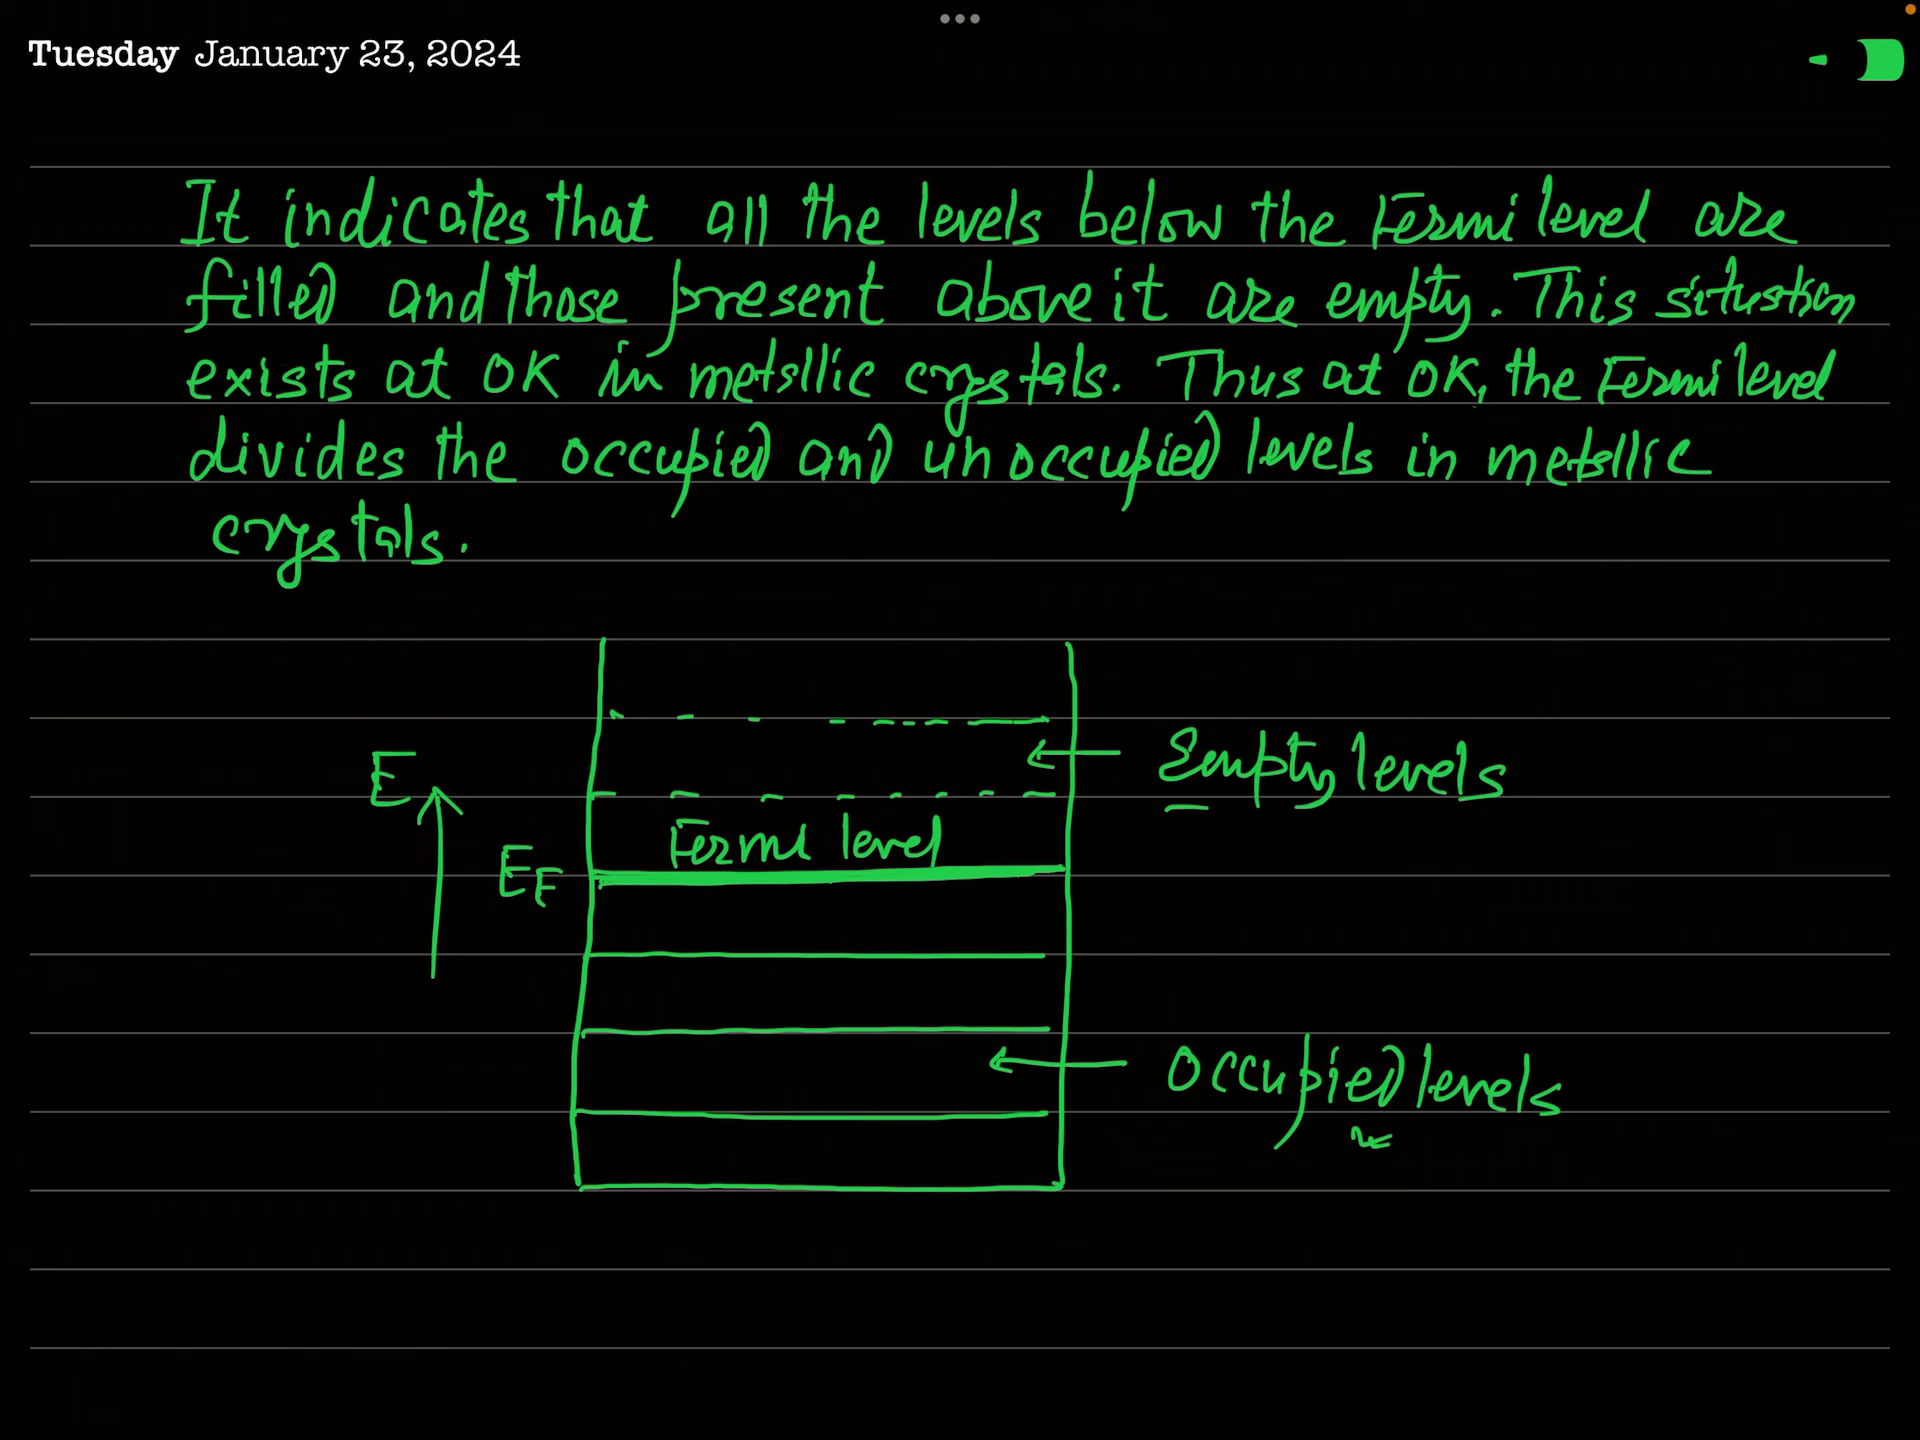 Tuesday January 23, 2024
It indicates that all the levels below the Fermi level are
filled and those present above it are empty. This situation
exists at 0K in metallic crystals. Thus at 0K, the Fermi level
divides the occupied and unoccupied levels in metallic
crystals.
E
Empty levels
Fermi level
EF
Occupied levels